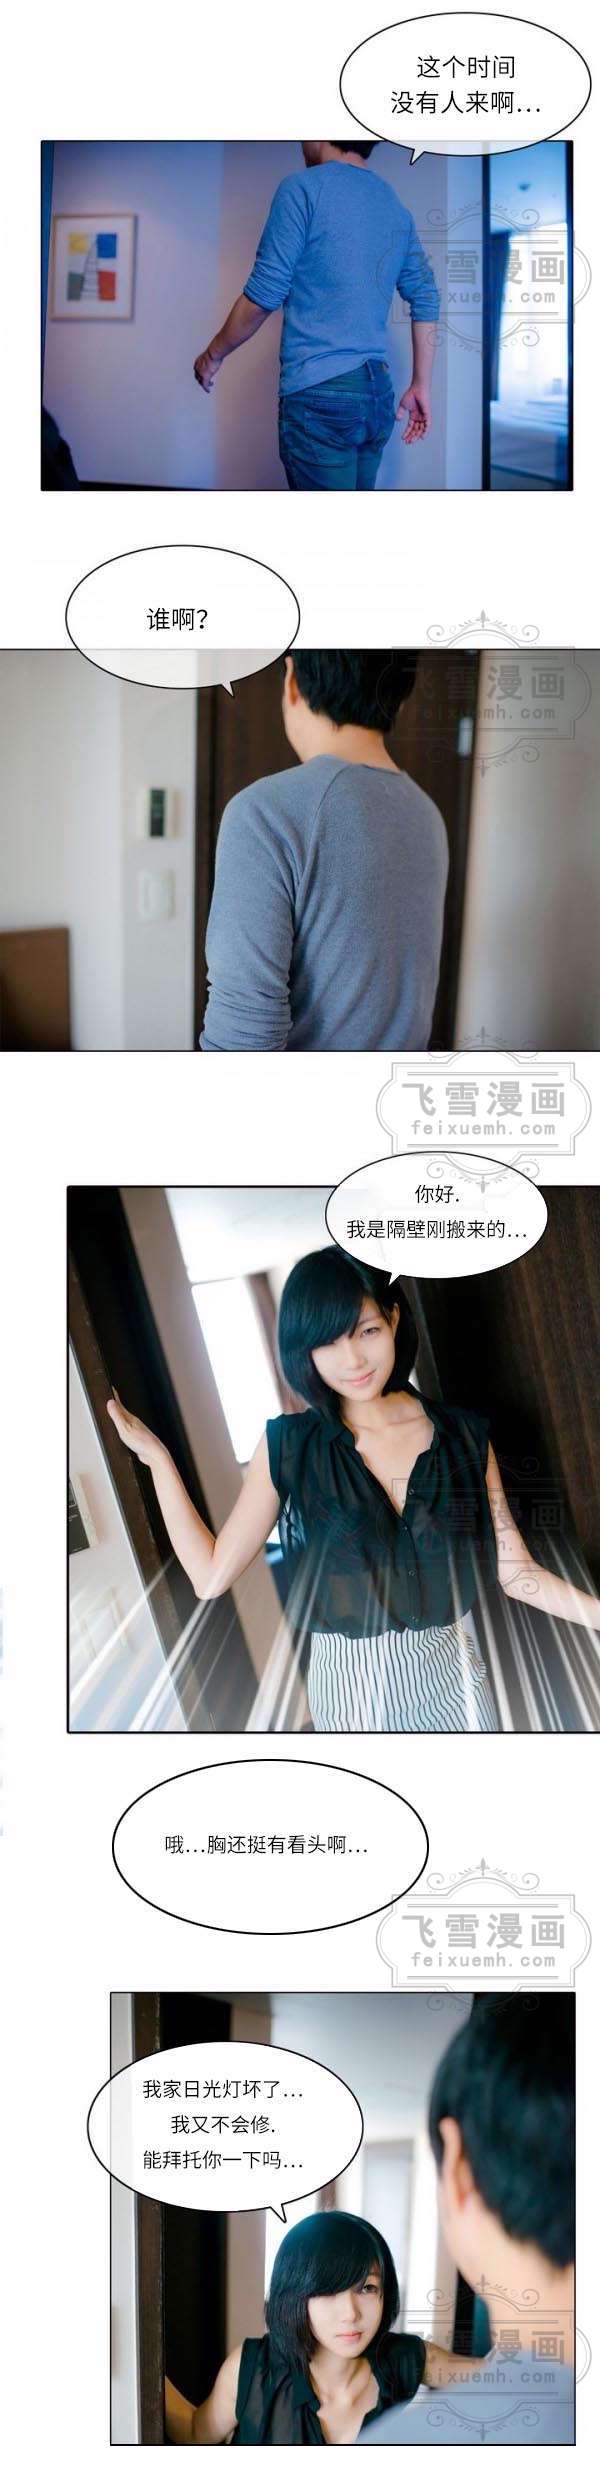 这个时间
没有人来啊...
飞雪漫画
feixuemh.com
谁啊?
飞雪漫画
feixuemh.com
飞雪漫画
feixuemh.com
你好.
我是隔壁刚搬来的...
飞雪漫画
feixuemh.com
哦...胸还挺有看头啊...
飞雪漫画
feixuemh.com
我家日光灯坏了...
我又不会修.
能拜托你一下吗...
飞雪漫画
feixuemh.com